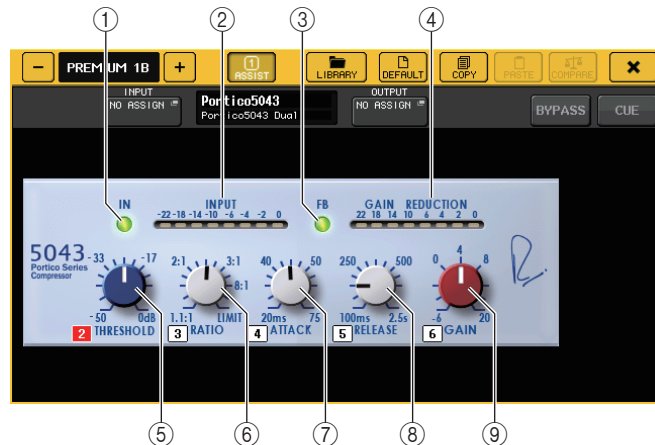 ① ② ③ ④
− PREMIUM 1B + 1 ASSIST LIBRARY DEFAULT COPY PASTE COMPARE ×
INPUT OUTPUT
NO ASSIGN Portico5043 NO ASSIGN BYPASS CUE
Portico5043 Dual
IN INPUT FB GAIN REDUCTION
-22 -18 -14 -10 -6 -4 -2 0 22 18 14 10 6 4 2 0
5043
Portico Series
Compressor
-33 -17 2:1 3:1 8:1 40 50 250 500 0 4 8
-50 0dB 1.1:1 LIMIT 20ms 75 100ms 2.5s -6 20
2 THRESHOLD 3 RATIO 4 ATTACK 5 RELEASE 6 GAIN
⑤ ⑥ ⑦ ⑧ ⑨